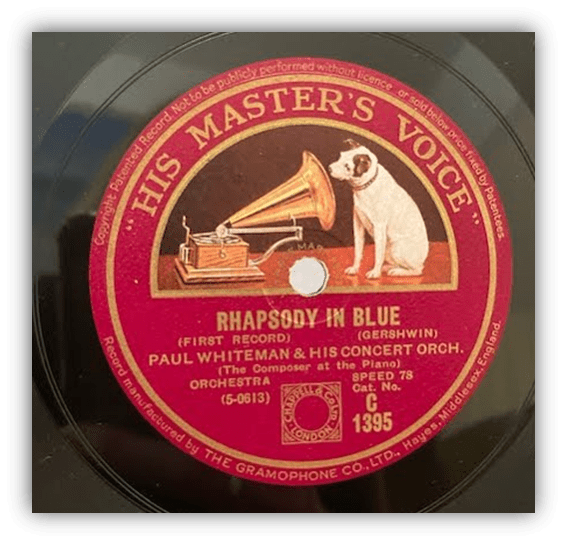 Copyright. Patented Record. Not to be publicly performed without licence, or sold below price fixed by Patentees.
"HIS MASTER'S VOICE"
RHAPSODY IN BLUE
(FIRST RECORD) (GERSHWIN)
PAUL WHITEMAN & HIS CONCERT ORCH.
(The Composer at the Piano)
ORCHESTRA SPEED 78
(5-0613) Cat. No.
C
1395
CHAPPELL & CO. LTD.
LONDON
Record manufactured by THE GRAMOPHONE CO., LTD., Hayes, Middlesex, England.